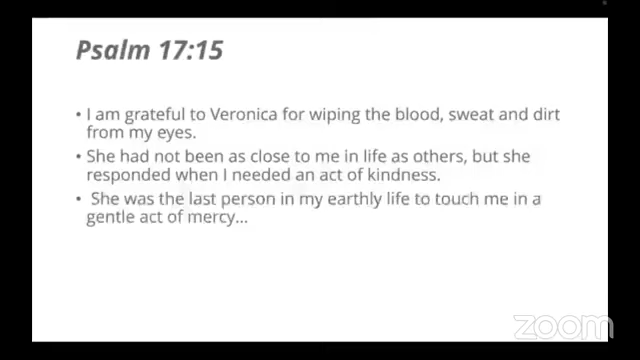 Psalm 17:15
• I am grateful to Veronica for wiping the blood, sweat and dirt
from my eyes.
• She had not been as close to me in life as others, but she
responded when I needed an act of kindness.
• She was the last person in my earthly life to touch me in a
gentle act of mercy...
zoom